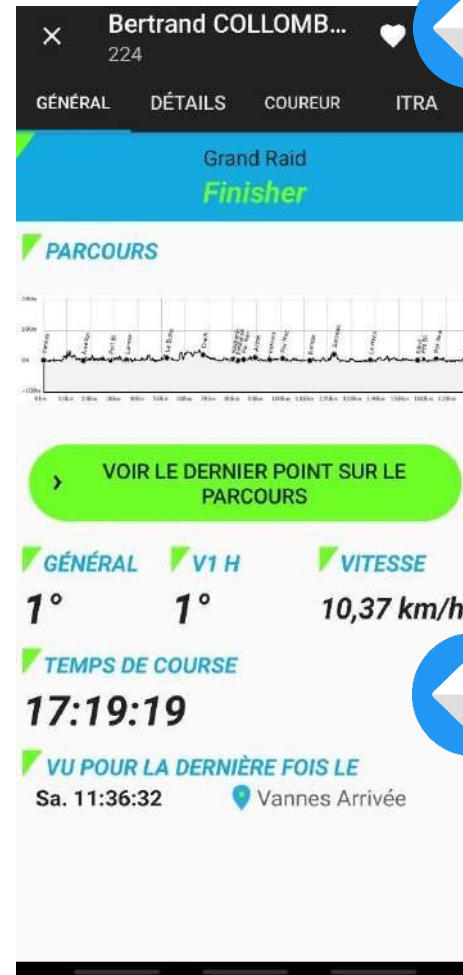 Bertrand COLLOMB...
224
GÉNÉRAL DÉTAILS COUREUR ITRA
Grand Raid
Finisher
PARCOURS
VOIR LE DERNIER POINT SUR LE
PARCOURS
GÉNÉRAL V1 H VITESSE
1° 1° 10,37 km/h
TEMPS DE COURSE
17:19:19
VU POUR LA DERNIÈRE FOIS LE
Sa. 11:36:32 Vannes Arrivée